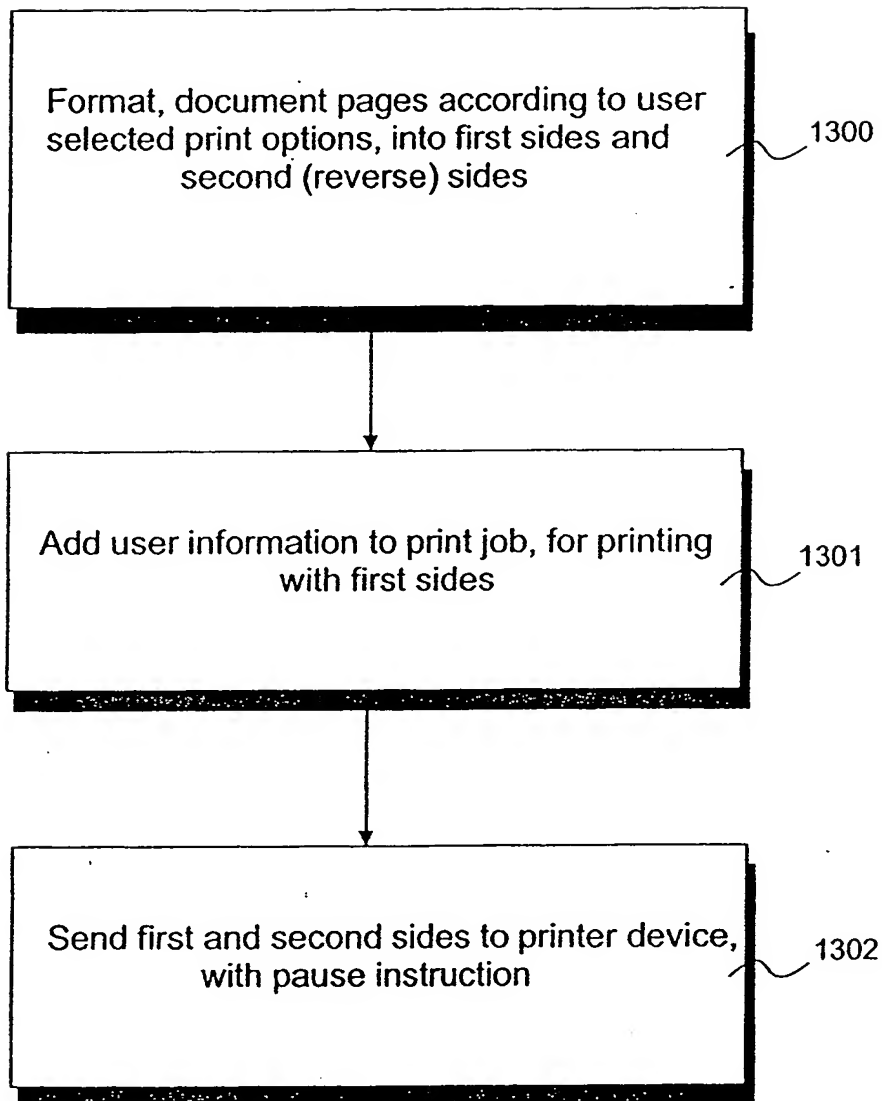 Format, document pages according to user
selected print options, into first sides and
second (reverse) sides
1300
Add user information to print job, for printing
with first sides
1301
Send first and second sides to printer device,
with pause instruction
1302